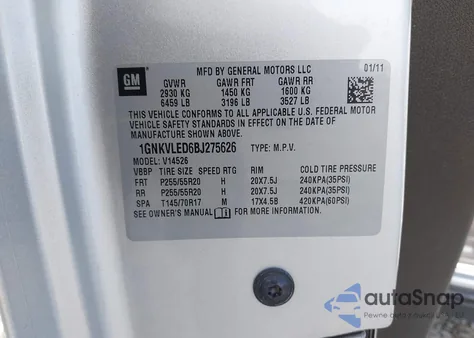 MFD BY GENERAL MOTORS LLC 01/11
GM
GVWR GAWR FRT GAWR RR
2930 KG 1450 KG 1600 KG
6459 LB 3196 LB 3527 LB
THIS VEHICLE CONFORMS TO ALL APPLICABLE U.S. FEDERAL MOTOR
VEHICLE SAFETY STANDARDS IN EFFECT ON THE DATE OF
MANUFACTURE SHOWN ABOVE.
1GNKVLED6BJ275626 TYPE: M.P.V.
MODEL: V14526
VBBP TIRE SIZE SPEED RTG RIM COLD TIRE PRESSURE
FRT P255/55R20 H 20X7.5J 240KPA(35PSI)
RR P255/55R20 H 20X7.5J 240KPA(35PSI)
SPA T145/70R17 M 17X4.5B 420KPA(60PSI)
SEE OWNER'S MANUAL FOR MORE INFORMATION.
autoSnap